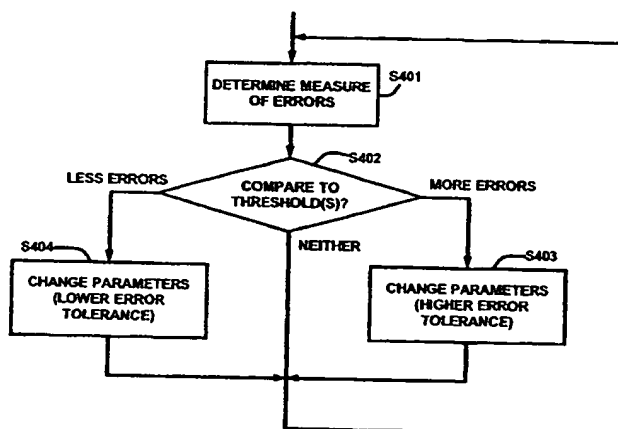 DETERMINE MEASURE
OF ERRORS
S401
S402
LESS ERRORS
COMPARE TO
THRESHOLD(S)?
MORE ERRORS
NEITHER
S404
CHANGE PARAMETERS
(LOWER ERROR
TOLERANCE)
S403
CHANGE PARAMETERS
(HIGHER ERROR
TOLERANCE)